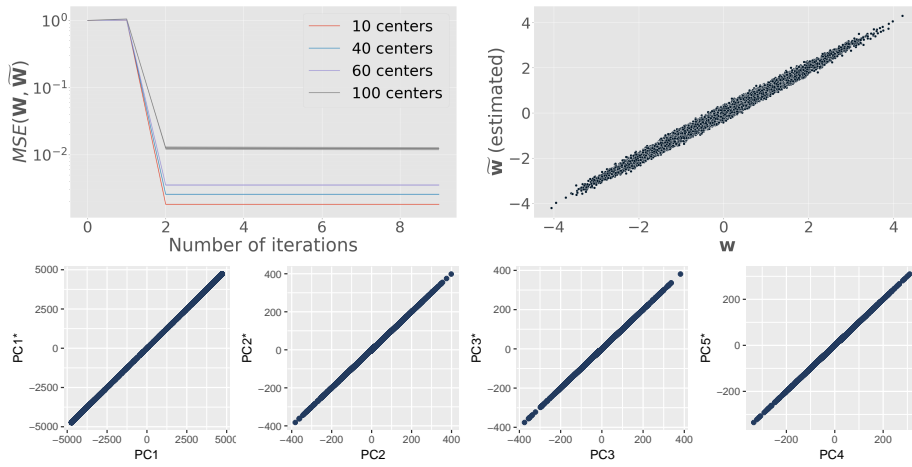 10⁰
10⁻¹
10⁻²
MSE(W, W̃)
10 centers
40 centers
60 centers
100 centers
0 2 4 6 8
Number of iterations
4
2
0
−2
−4
w̃ (estimated)
−4 −2 0 2 4
w
5000
2500
0
−2500
−5000
PC1*
−5000 −2500 0 2500 5000
PC1
400
200
0
−200
−400
PC2*
−400 −200 0 200 400
PC2
400
200
0
−200
−400
PC3*
−400 −200 0 200 400
PC3
200
0
−200
PC5*
−200 0 200
PC4